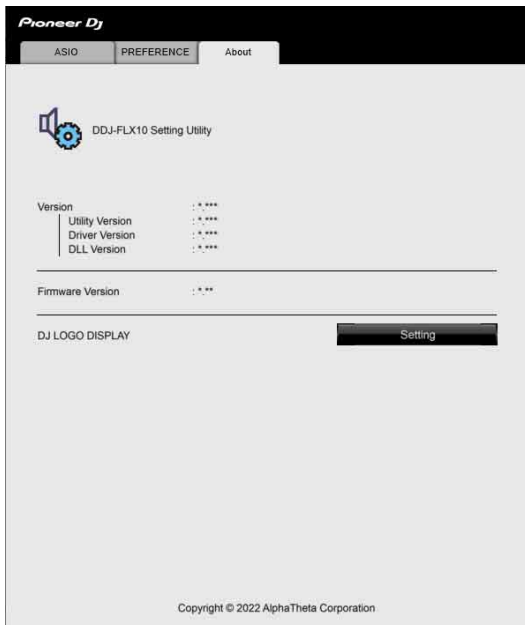 Pioneer Dj
ASIO PREFERENCE About
DDJ-FLX10 Setting Utility
Version : *.***
Utility Version : *.***
Driver Version : *.***
DLL Version : *.***
Firmware Version : *.**
DJ LOGO DISPLAY Setting
Copyright © 2022 AlphaTheta Corporation